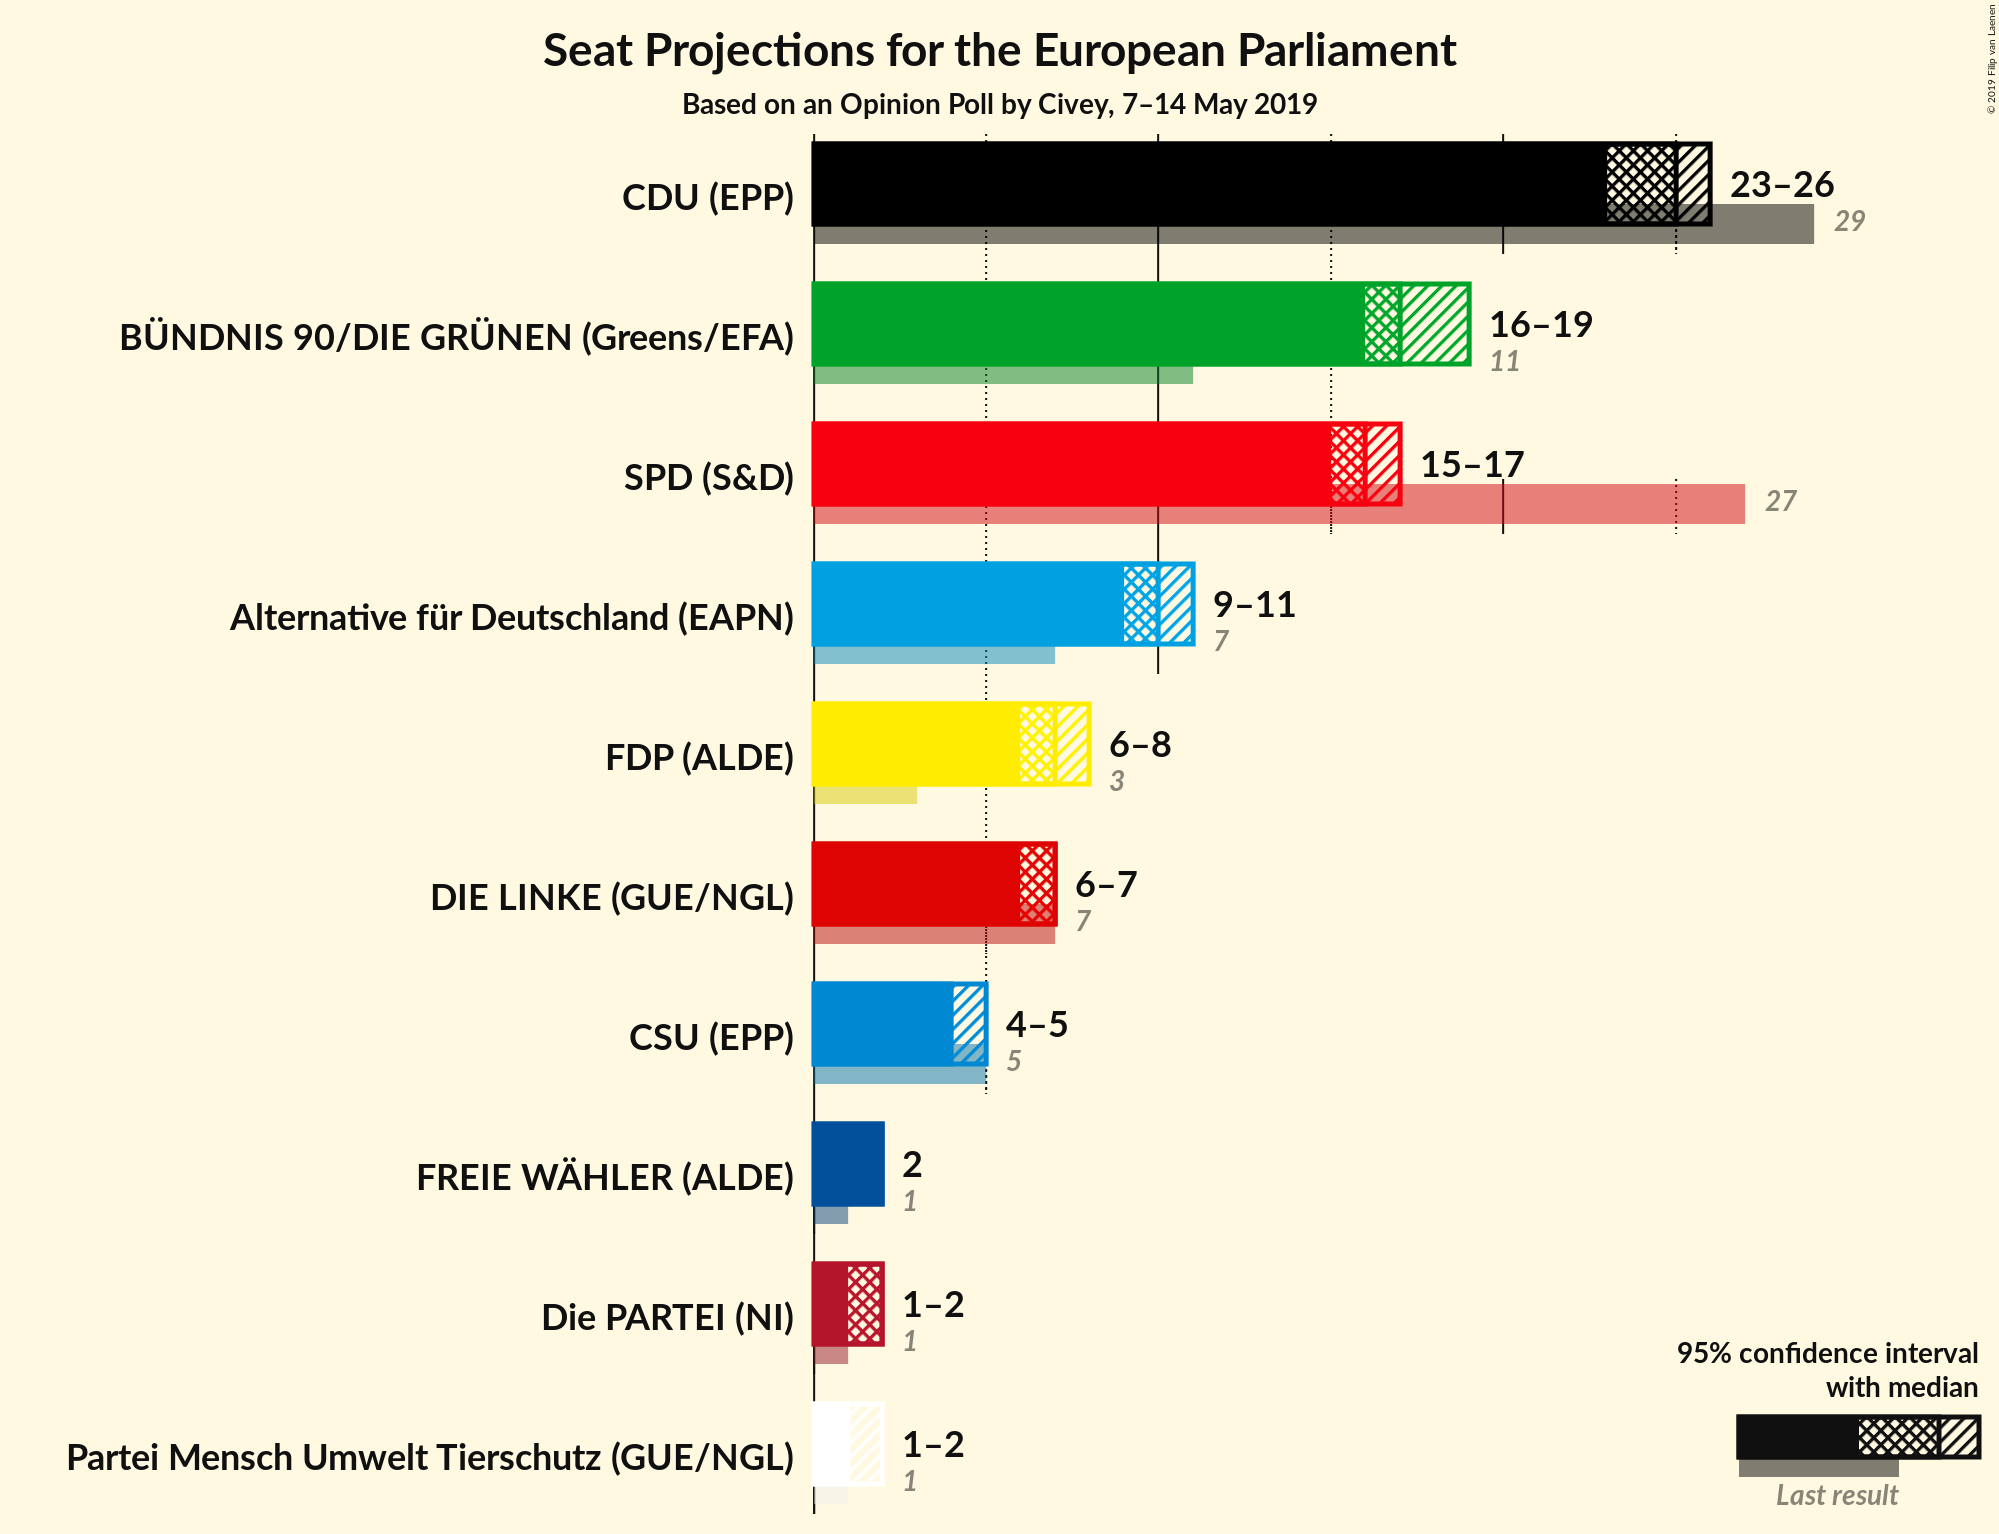 Seat Projections for the European Parliament
Based on an Opinion Poll by Civey, 7–14 May 2019
© 2019 Filip van Laenen
CDU (EPP)
23–26
29
BÜNDNIS 90/DIE GRÜNEN (Greens/EFA)
16–19
11
SPD (S&D)
15–17
27
Alternative für Deutschland (EAPN)
9–11
7
FDP (ALDE)
6–8
3
DIE LINKE (GUE/NGL)
6–7
7
CSU (EPP)
4–5
5
FREIE WÄHLER (ALDE)
2
1
Die PARTEI (NI)
1–2
1
Partei Mensch Umwelt Tierschutz (GUE/NGL)
1–2
1
95% confidence interval
with median
Last result